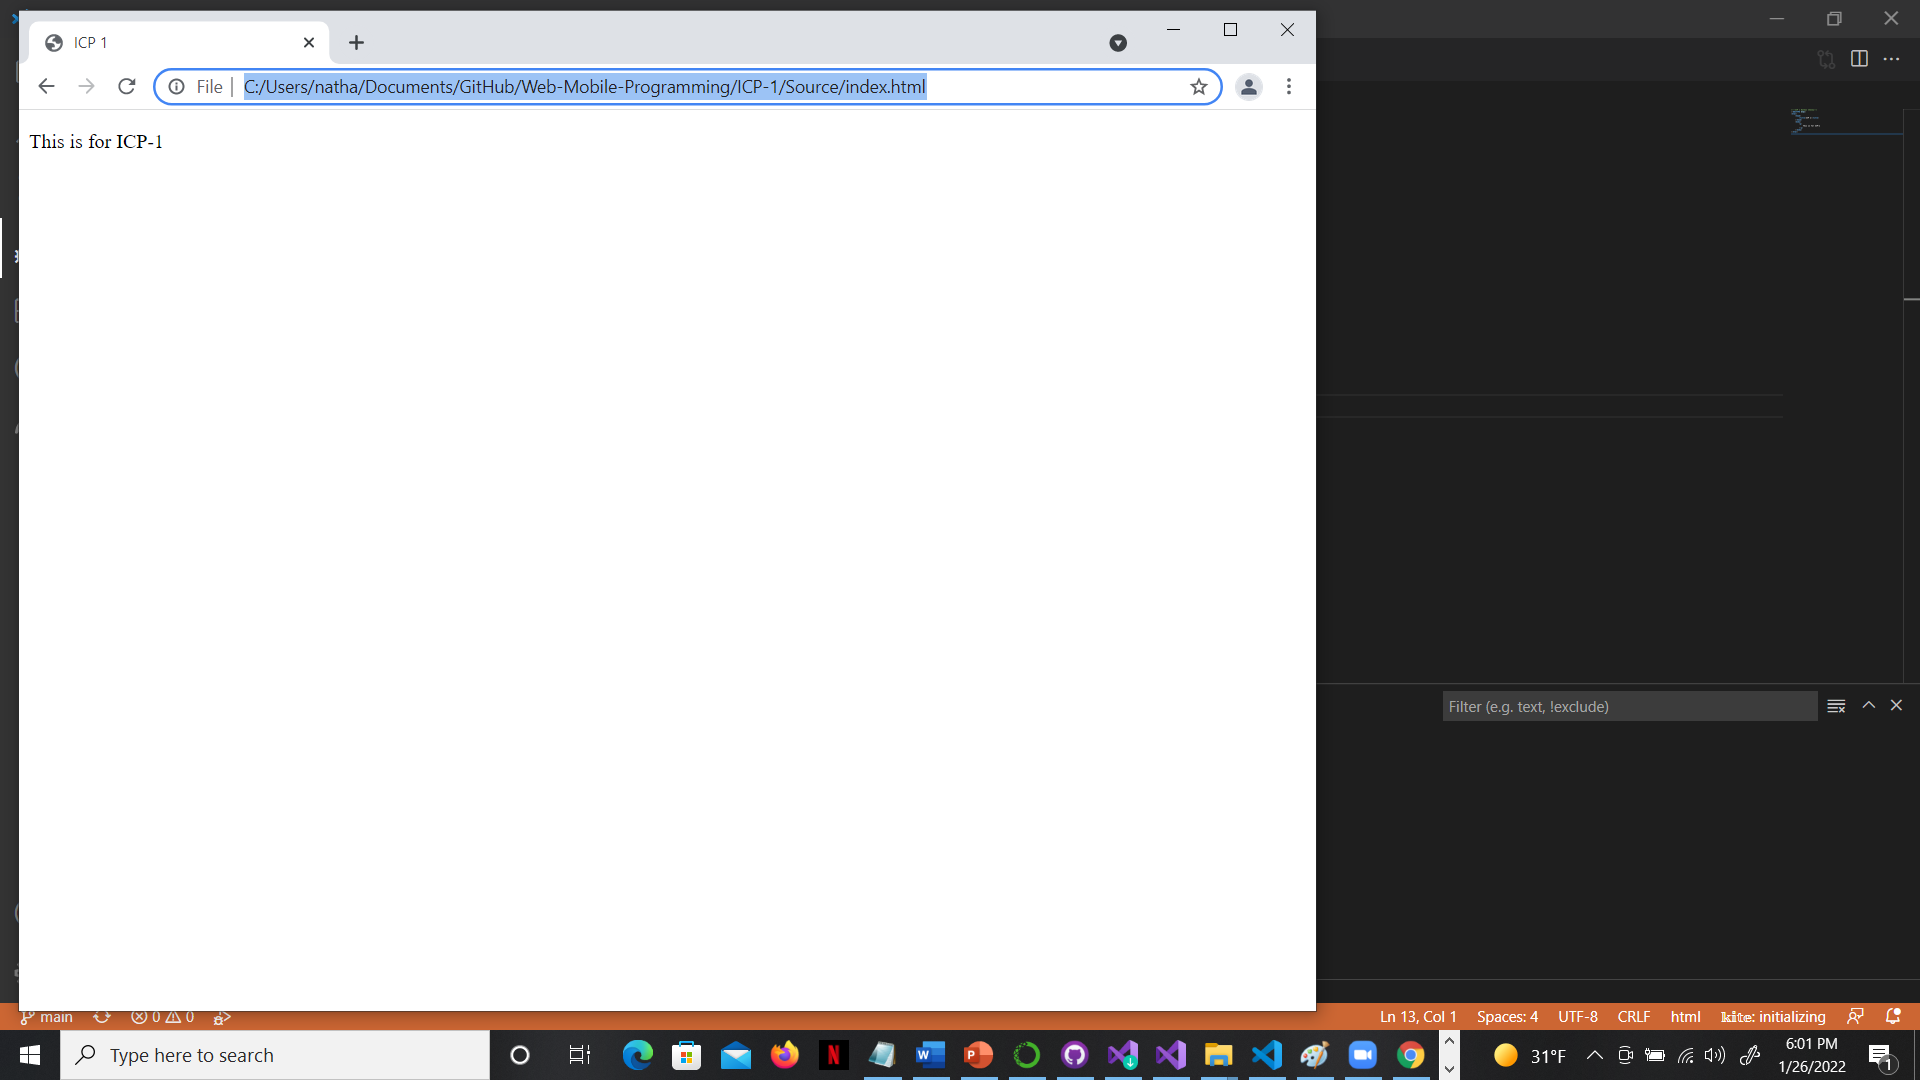 ICP 1
File
C:/Users/natha/Documents/GitHub/Web-Mobile-Programming/ICP-1/Source/index.html
This is for ICP-1
Filter (e.g. text, !exclude)
main 0 0
Ln 13, Col 1 Spaces: 4 UTF-8 CRLF html kite: initializing
Type here to search
31°F
6:01 PM
1/26/2022
1